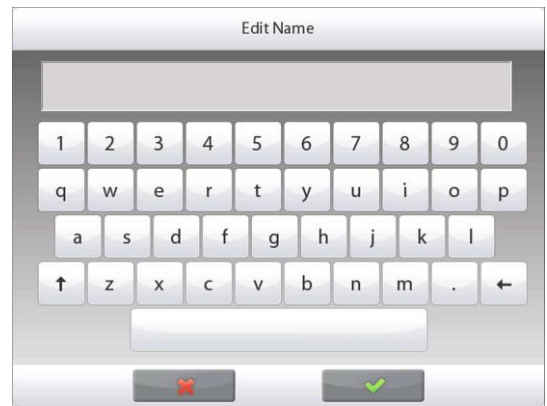 Edit Name
1 2 3 4 5 6 7 8 9 0
q w e r t y u i o p
a s d f g h j k l
↑ z x c v b n m . ←